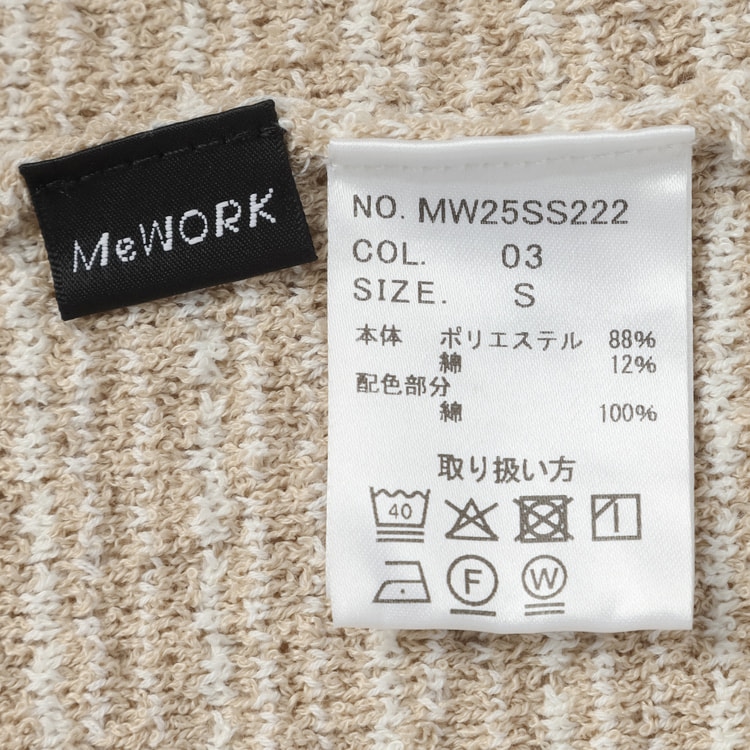 MeWORK
NO. MW25SS222
COL. 03
SIZE. S
本体 ポリエステル 88%
綿 12%
配色部分
綿 100%
取り扱い方
40
F W